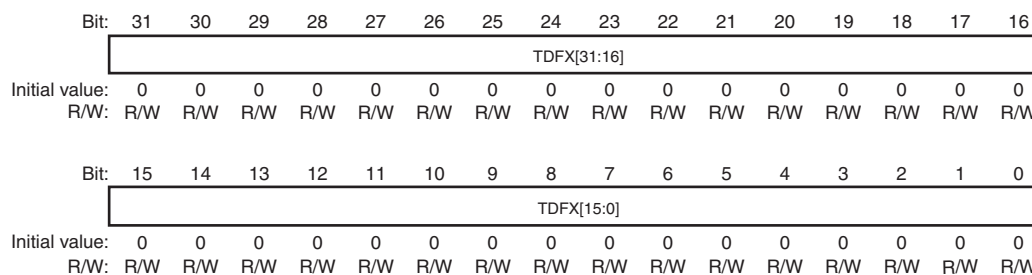 Bit: 31 30 29 28 27 26 25 24 23 22 21 20 19 18 17 16
TDFX[31:16]
Initial value: 0 0 0 0 0 0 0 0 0 0 0 0 0 0 0 0
R/W: R/W R/W R/W R/W R/W R/W R/W R/W R/W R/W R/W R/W R/W R/W R/W R/W
Bit: 15 14 13 12 11 10 9 8 7 6 5 4 3 2 1 0
TDFX[15:0]
Initial value: 0 0 0 0 0 0 0 0 0 0 0 0 0 0 0 0
R/W: R/W R/W R/W R/W R/W R/W R/W R/W R/W R/W R/W R/W R/W R/W R/W R/W